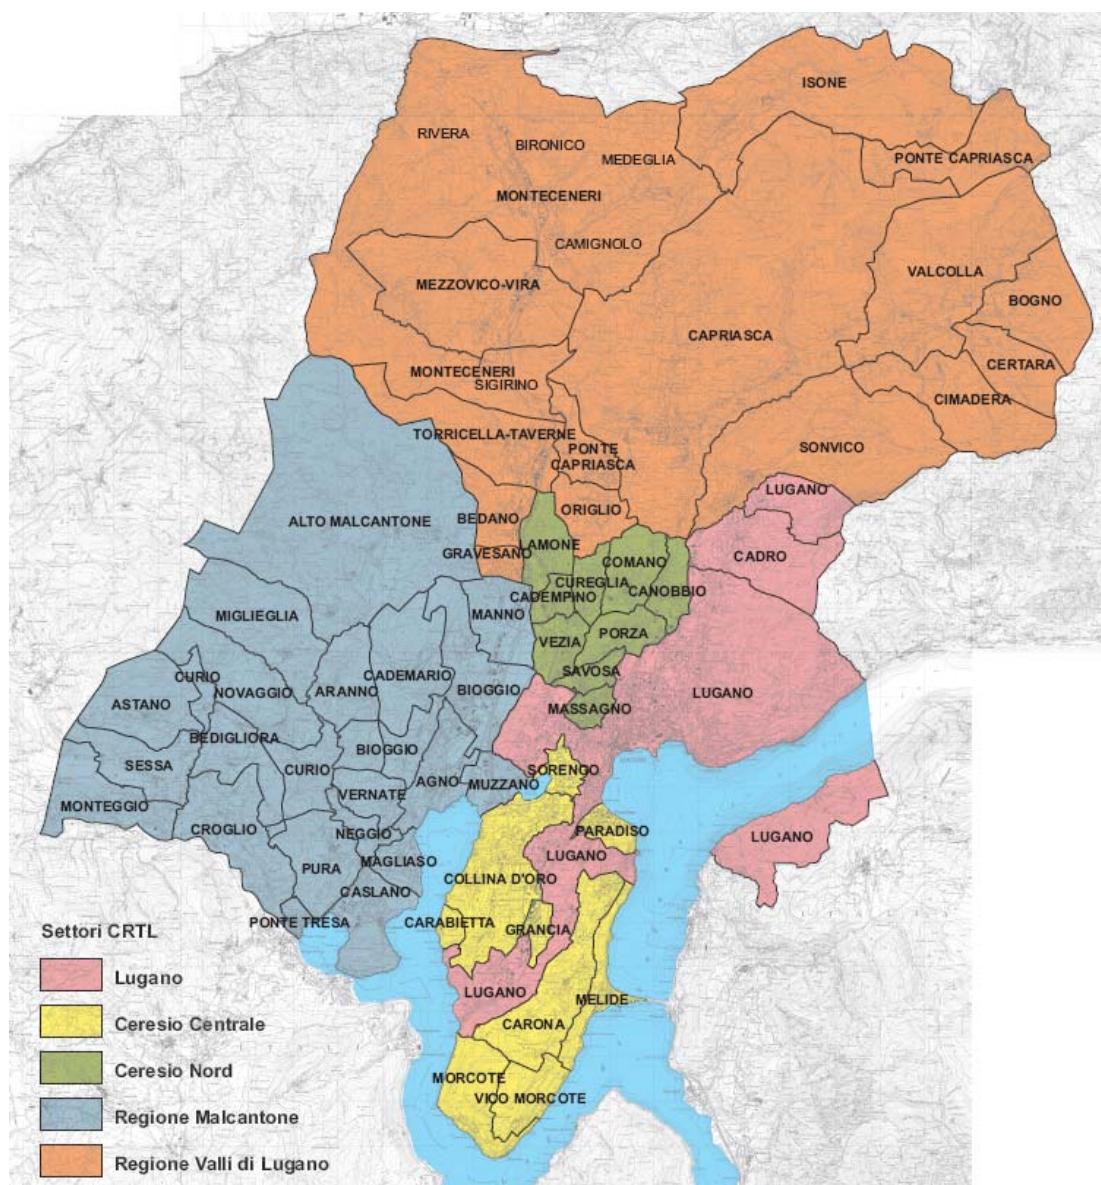 ISONE
RIVERA
BIRONICO
MEDEGLIA
PONTE CAPRIASCA
MONTECENERI
CAMIGNOLO
VALCOLLA
MEZZOVICO-VIRA
BOGNO
CAPRIASCA
CERTARA
MONTECENERI
SIGIRINO
CIMADERA
TORRICELLA-TAVERNE
SONVICO
PONTE
CAPRIASCA
LUGANO
ORIGLIO
BEDANO
ALTO MALCANTONE
LAMONE
GRAVESANO
CADRO
COMANO
CUREGLIA
CANOBBIO
CADEMPINO
MIGLIEGLIA
MANNO
VEZIA
PORZA
SAVOSA
CURIO
CADEMARIO
NOVAGGIO
ARANNO
BIOGGIO
LUGANO
ASTANO
MASSAGNO
BEDIGLIORA
BIOGGIO
SESSA
CURIO
SORENGO
AGNO
MUZZANO
VERNATE
MONTEGGIO
CROGLIO
NEGGIO
PARADISO
LUGANO
LUGANO
MAGLIASO
PURA
COLLINA D'ORO
CASLANO
PONTE TRESA
CARABIETTA
GRANCIA
LUGANO
MELIDE
CARONA
MORCOTE
VICO MORCOTE
Settori CRTL
Lugano
Ceresio Centrale
Ceresio Nord
Regione Malcantone
Regione Valli di Lugano